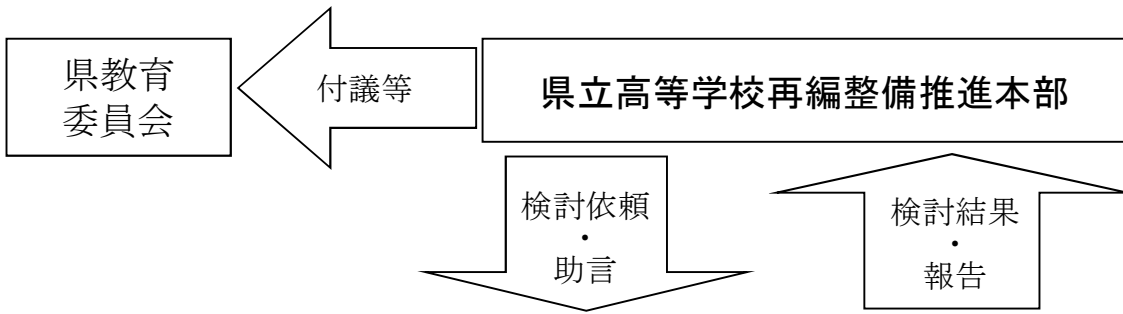 県教育
委員会
付議等
県立高等学校再編整備推進本部
検討依頼
・
助言
検討結果
・
報告